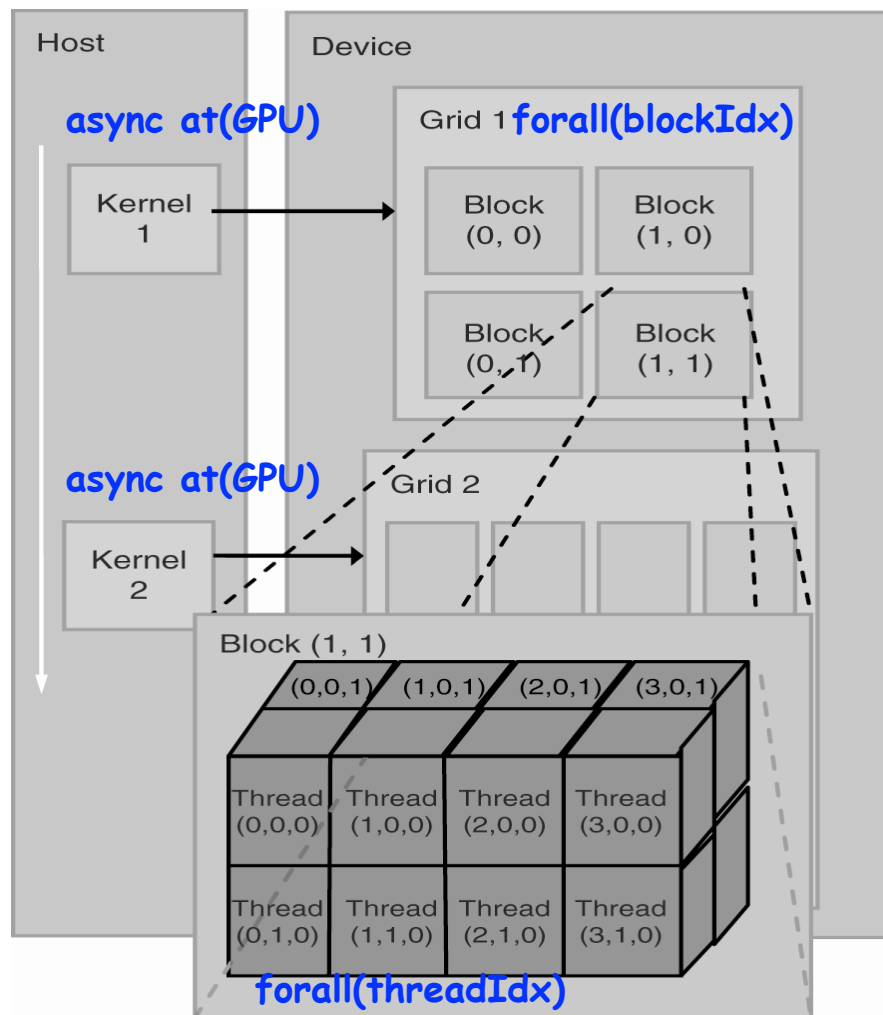 Host
Device
async at(GPU)
Grid 1 forall(blockIdx)
Kernel
1
Block
(0, 0)
Block
(1, 0)
Block
(0, 1)
Block
(1, 1)
async at(GPU)
Grid 2
Kernel
2
Block (1, 1)
(0,0,1) (1,0,1) (2,0,1) (3,0,1)
Thread
(0,0,0)
Thread
(1,0,0)
Thread
(2,0,0)
Thread
(3,0,0)
Thread
(0,1,0)
Thread
(1,1,0)
Thread
(2,1,0)
Thread
(3,1,0)
forall(threadIdx)